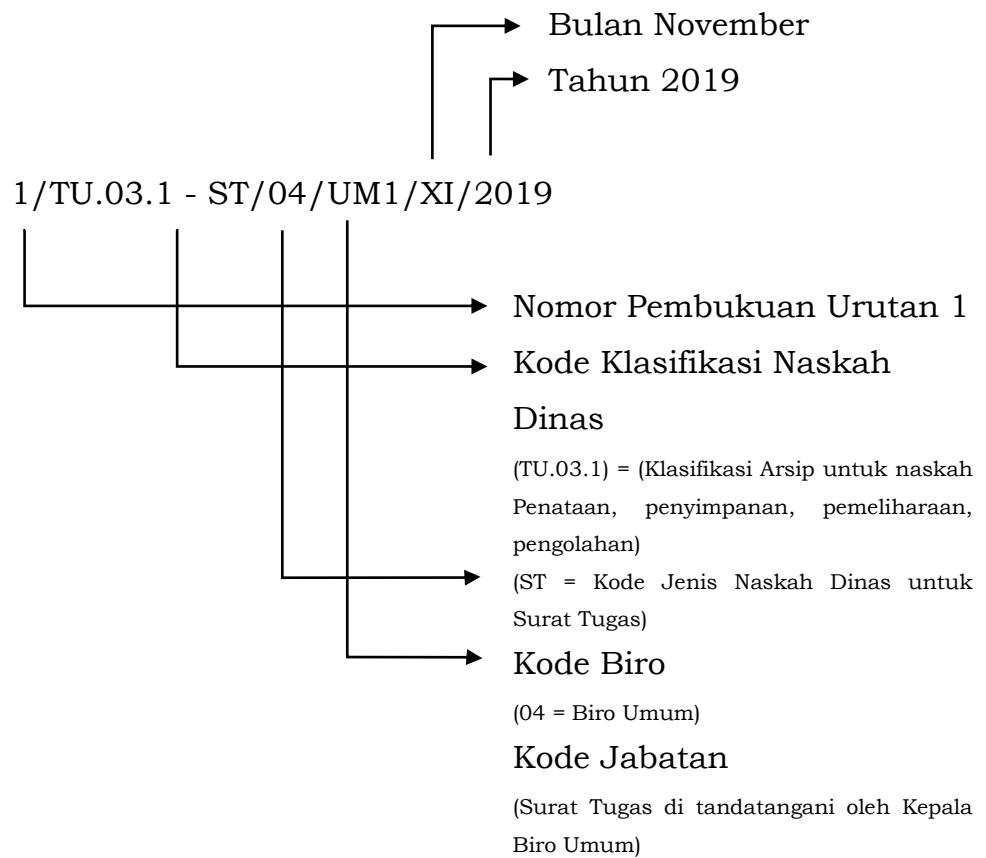 Bulan November
Tahun 2019
1/TU.03.1 - ST/04/UM1/XI/2019
Nomor Pembukuan Urutan 1
Kode Klasifikasi Naskah
Dinas
(TU.03.1) = (Klasifikasi Arsip untuk naskah
Penataan, penyimpanan, pemeliharaan,
pengolahan)
(ST = Kode Jenis Naskah Dinas untuk
Surat Tugas)
Kode Biro
(04 = Biro Umum)
Kode Jabatan
(Surat Tugas di tandatangani oleh Kepala
Biro Umum)